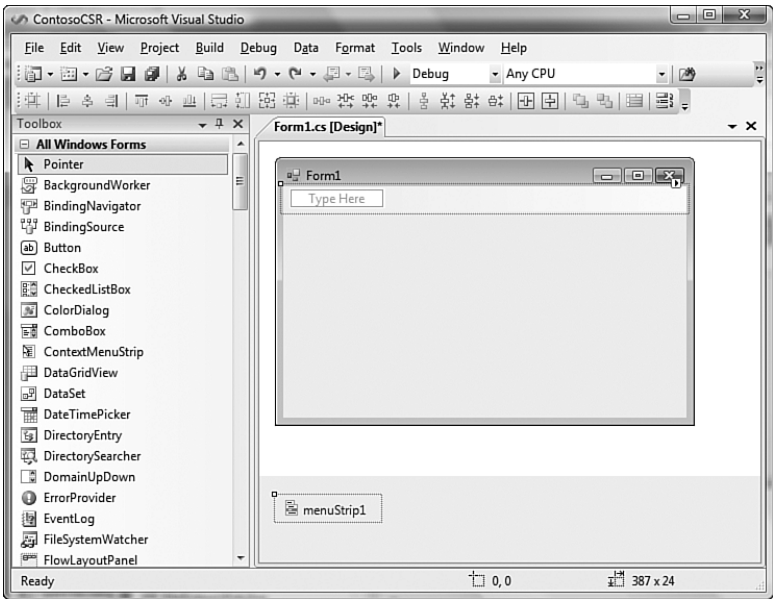 ContosoCSR - Microsoft Visual Studio
File Edit View Project Build Debug Data Format Tools Window Help
Debug Any CPU
Toolbox
Form1.cs [Design]*
All Windows Forms
Pointer
BackgroundWorker
BindingNavigator
BindingSource
Button
CheckBox
CheckedListBox
ColorDialog
ComboBox
ContextMenuStrip
DataGridView
DataSet
DateTimePicker
DirectoryEntry
DirectorySearcher
DomainUpDown
ErrorProvider
EventLog
FileSystemWatcher
FlowLayoutPanel
Form1
Type Here
menuStrip1
Ready 0, 0 387 x 24